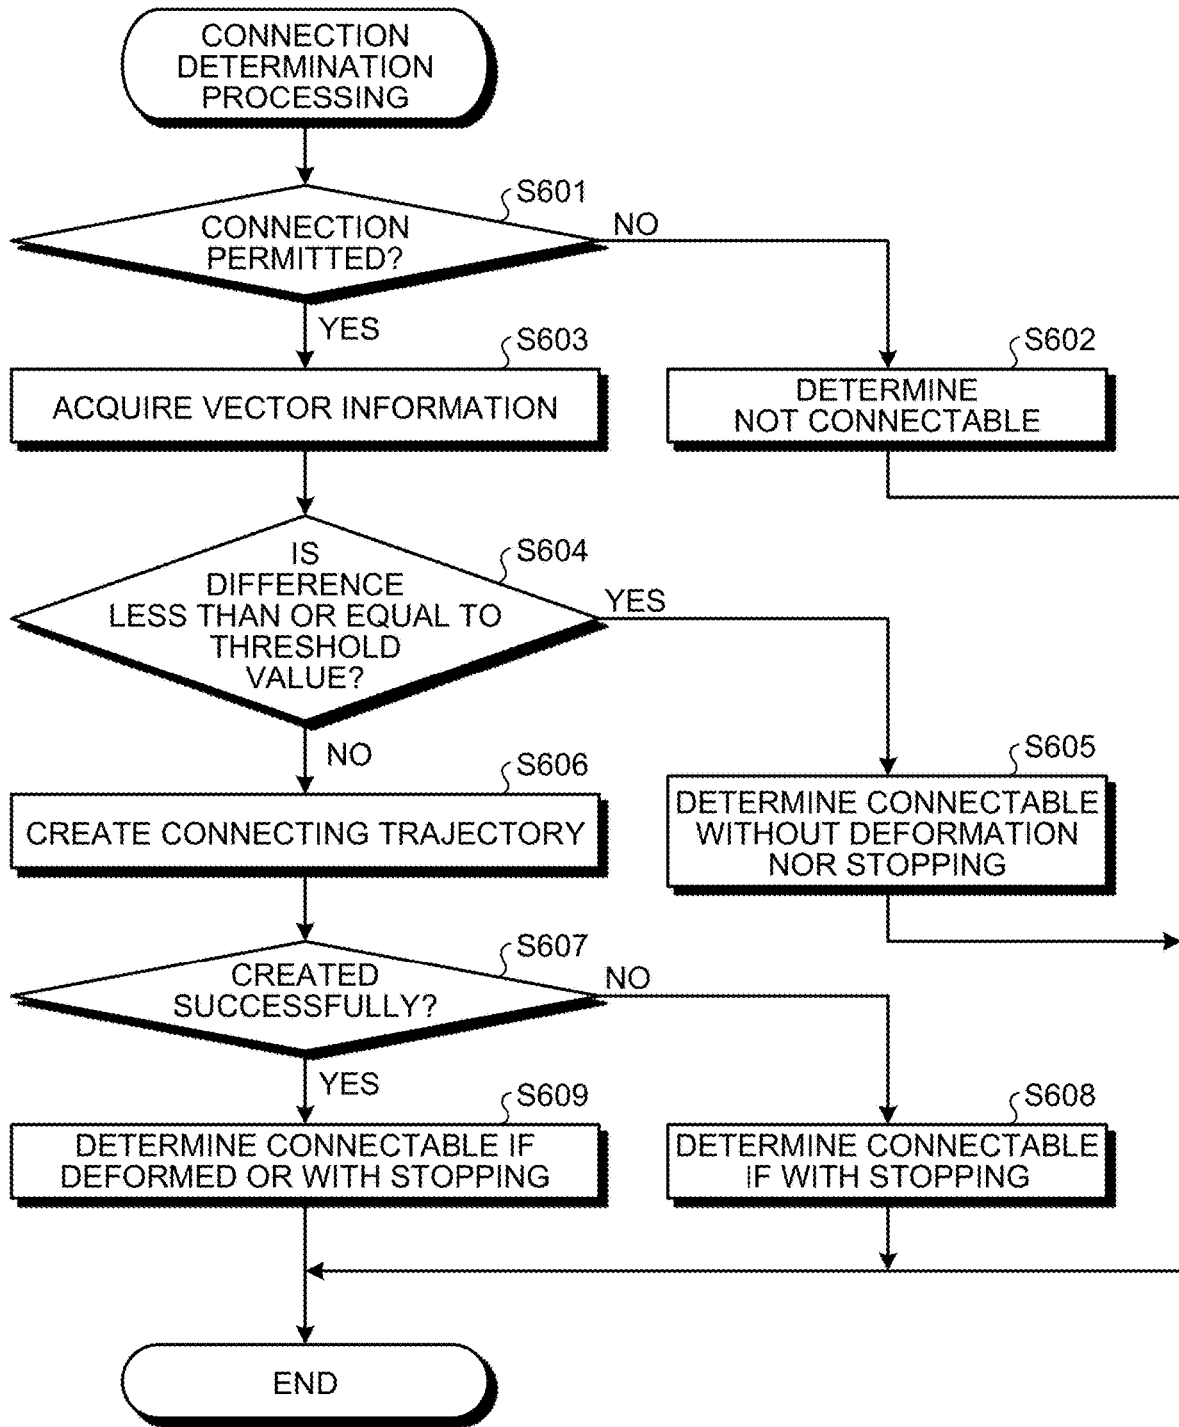 CONNECTION
DETERMINATION
PROCESSING
S601
CONNECTION
PERMITTED?
NO
YES
S603
ACQUIRE VECTOR INFORMATION
S602
DETERMINE
NOT CONNECTABLE
S604
IS
DIFFERENCE
LESS THAN OR EQUAL TO
THRESHOLD
VALUE?
YES
NO
S606
CREATE CONNECTING TRAJECTORY
S605
DETERMINE CONNECTABLE
WITHOUT DEFORMATION
NOR STOPPING
S607
CREATED
SUCCESSFULLY?
NO
YES
S609
DETERMINE CONNECTABLE IF
DEFORMED OR WITH STOPPING
S608
DETERMINE CONNECTABLE
IF WITH STOPPING
END